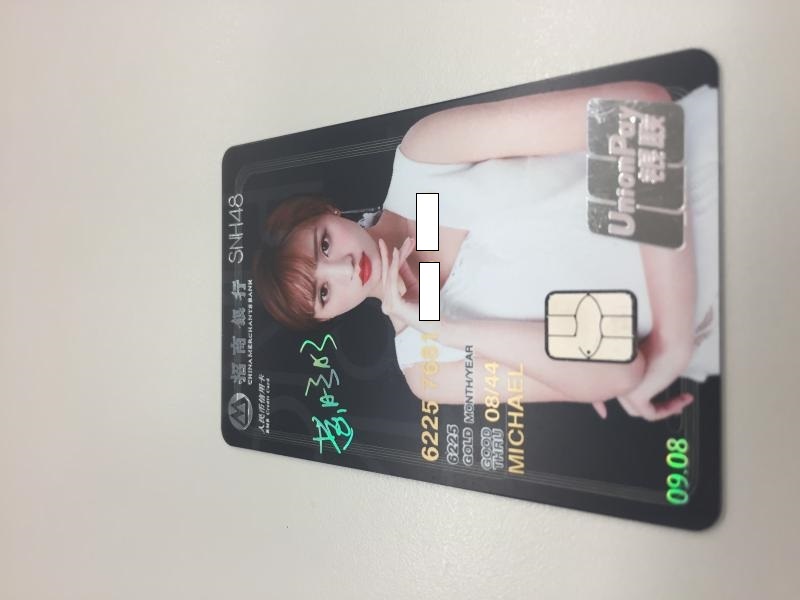 招商银行 SNH48
CHINA MERCHANTS BANK
人民币信用卡
RMB Credit Card
6225
6225 MONTH/YEAR
GOLD
GOOD THRU 08/44
MICHAEL
UnionPay
银联
09.08